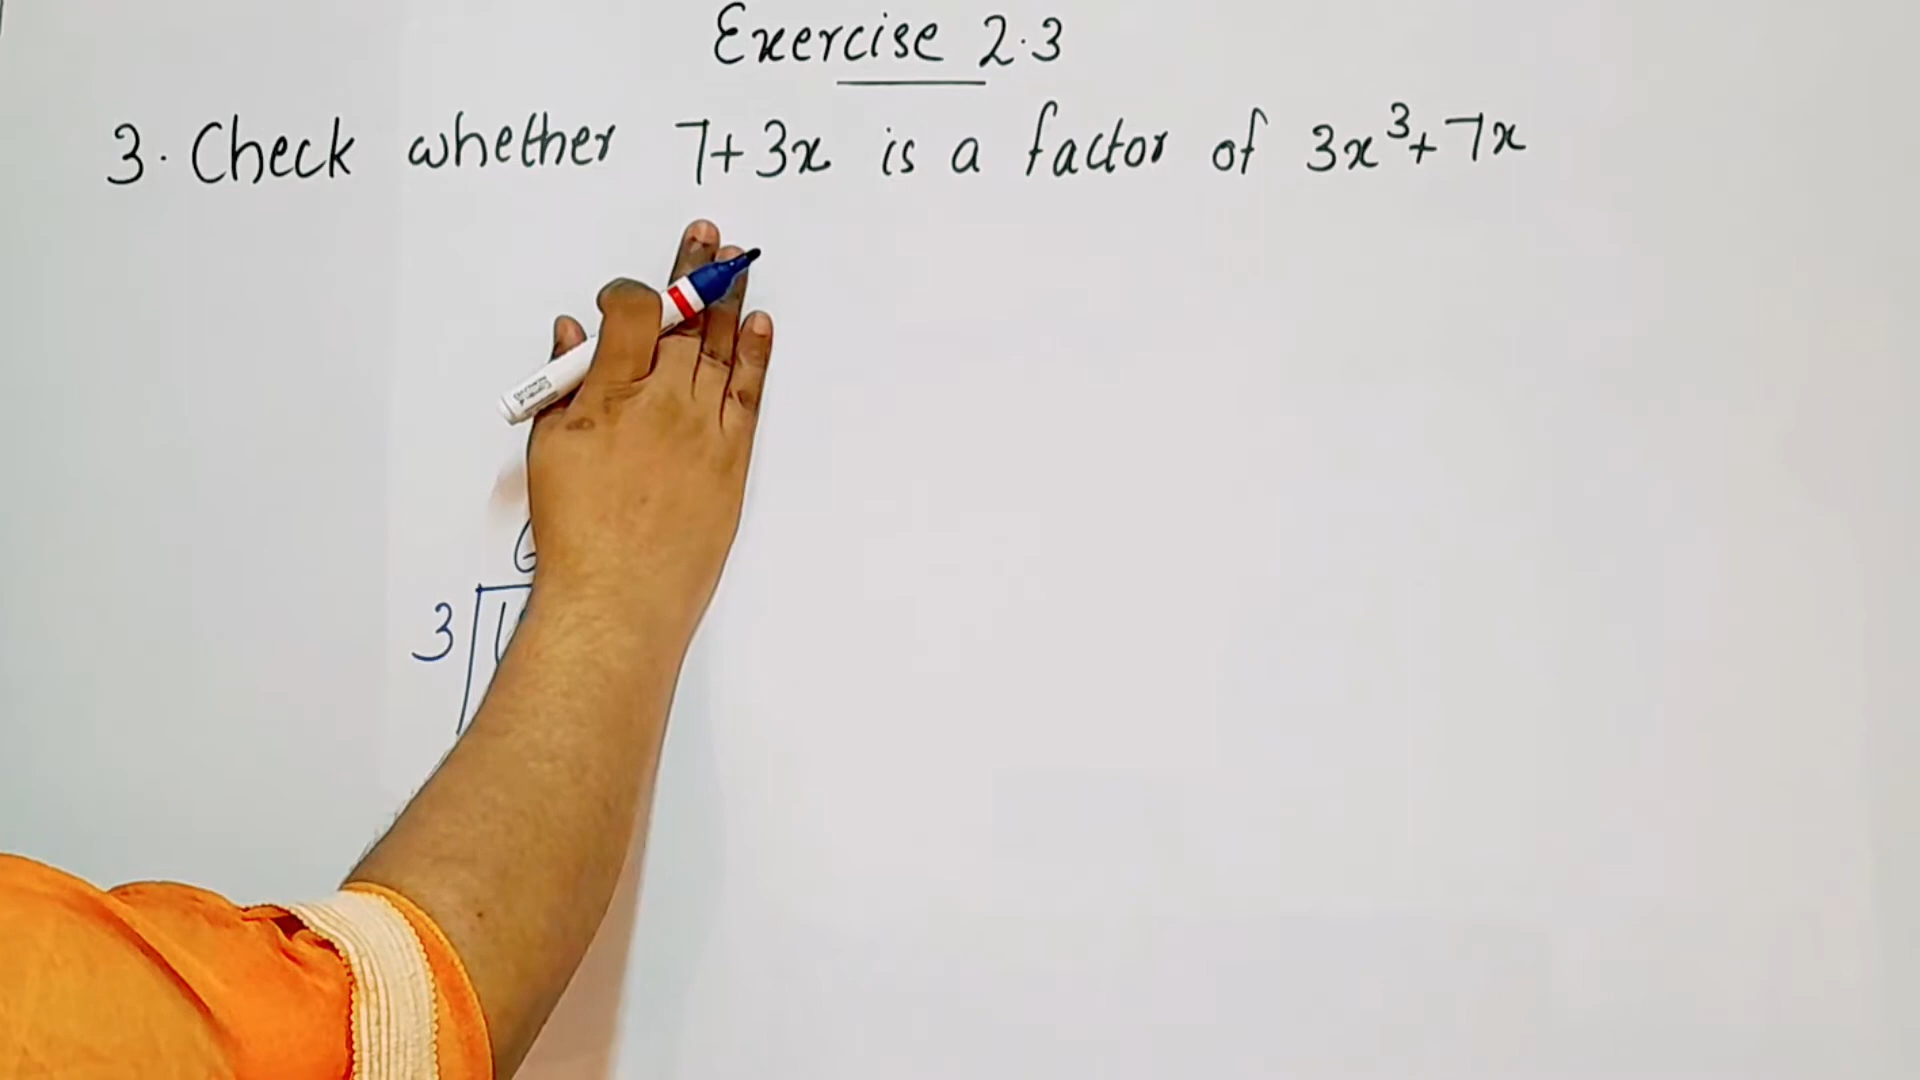 Exercise 2.3
3. Check whether 7+3x is a factor of 3x³+7x
3